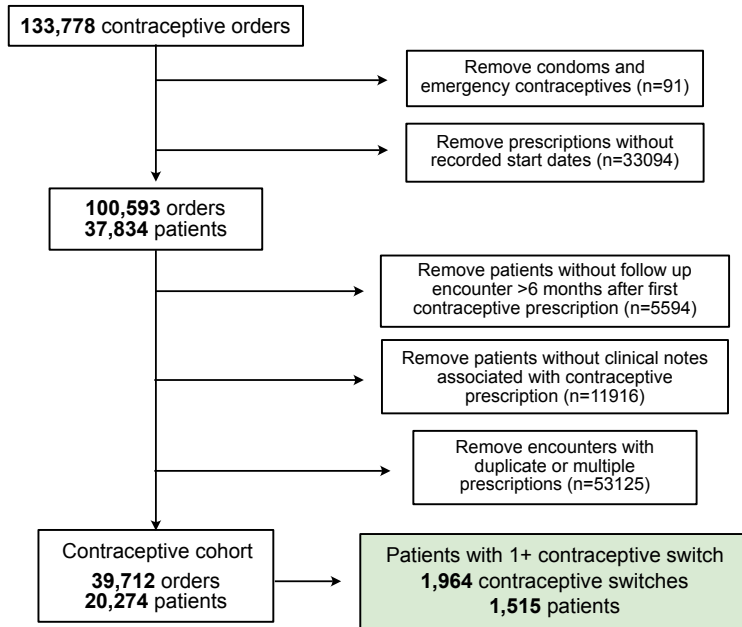 133,778 contraceptive orders
Remove condoms and
emergency contraceptives (n=91)
Remove prescriptions without
recorded start dates (n=33094)
100,593 orders
37,834 patients
Remove patients without follow up
encounter >6 months after first
contraceptive prescription (n=5594)
Remove patients without clinical notes
associated with contraceptive
prescription (n=11916)
Remove encounters with
duplicate or multiple
prescriptions (n=53125)
Contraceptive cohort
39,712 orders
20,274 patients
Patients with 1+ contraceptive switch
1,964 contraceptive switches
1,515 patients